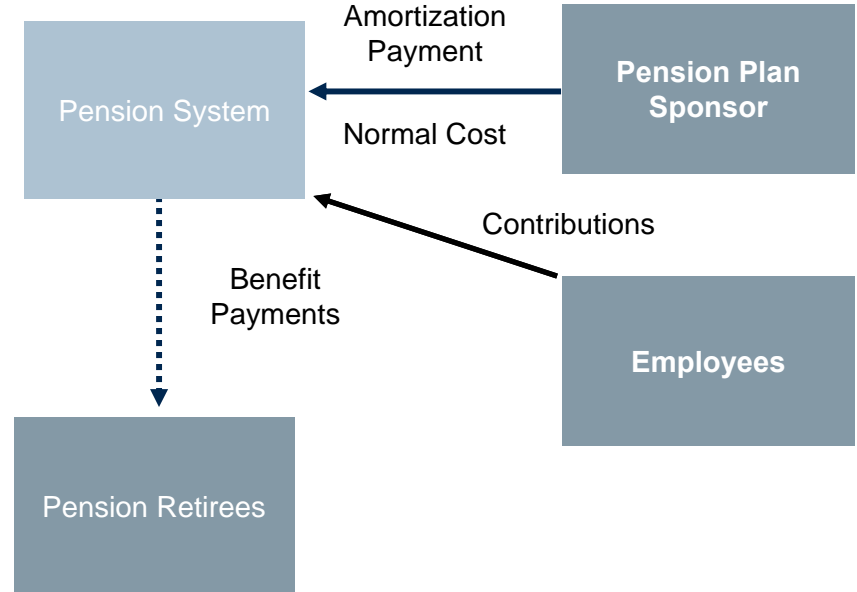 Amortization
Payment
Pension System
Pension Plan
Sponsor
Normal Cost
Contributions
Benefit
Payments
Employees
Pension Retirees